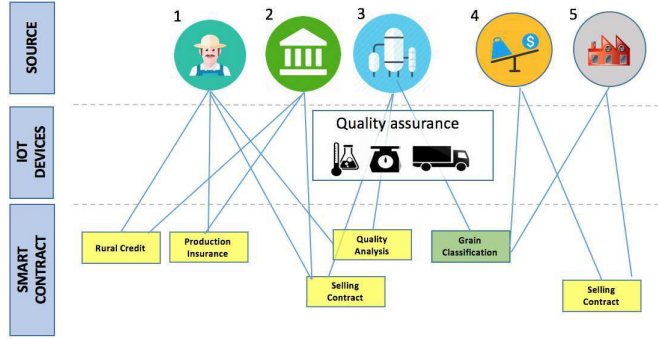 SOURCE
1
2
3
4
5
$
IOT
DEVICES
Quality assurance
SMART
CONTRACT
Rural Credit
Production
Insurance
Quality
Analysis
Grain
Classification
Selling
Contract
Selling
Contract